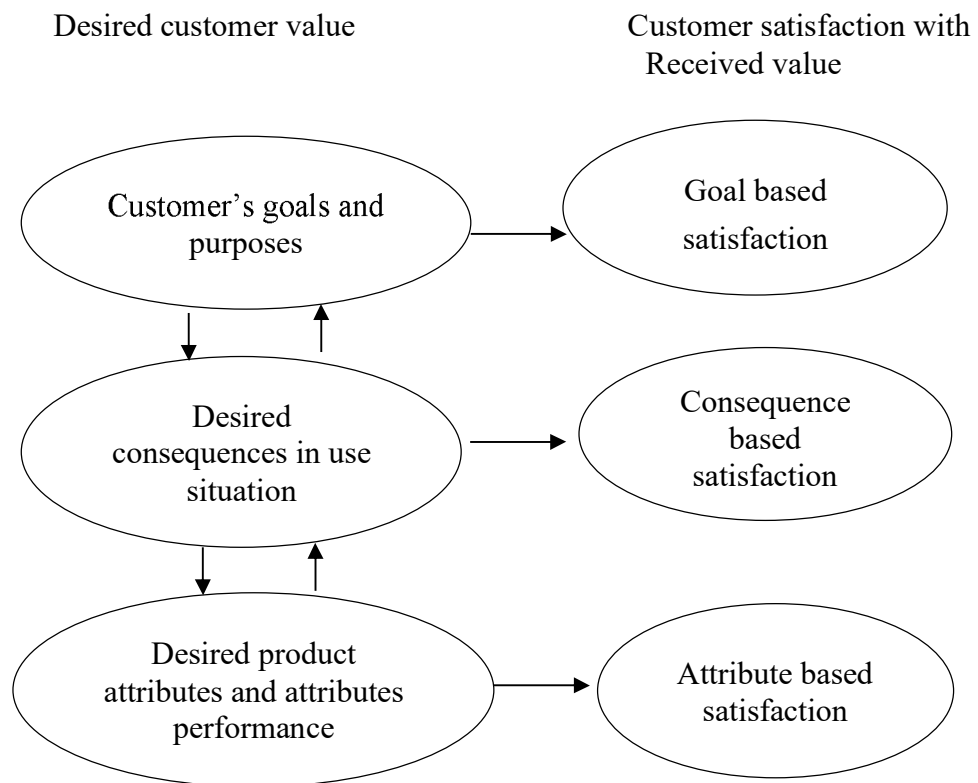 Desired customer value
Customer satisfaction with
Received value
Customer’s goals and
purposes
Goal based
satisfaction
Desired
consequences in use
situation
Consequence
based
satisfaction
Desired product
attributes and attributes
performance
Attribute based
satisfaction